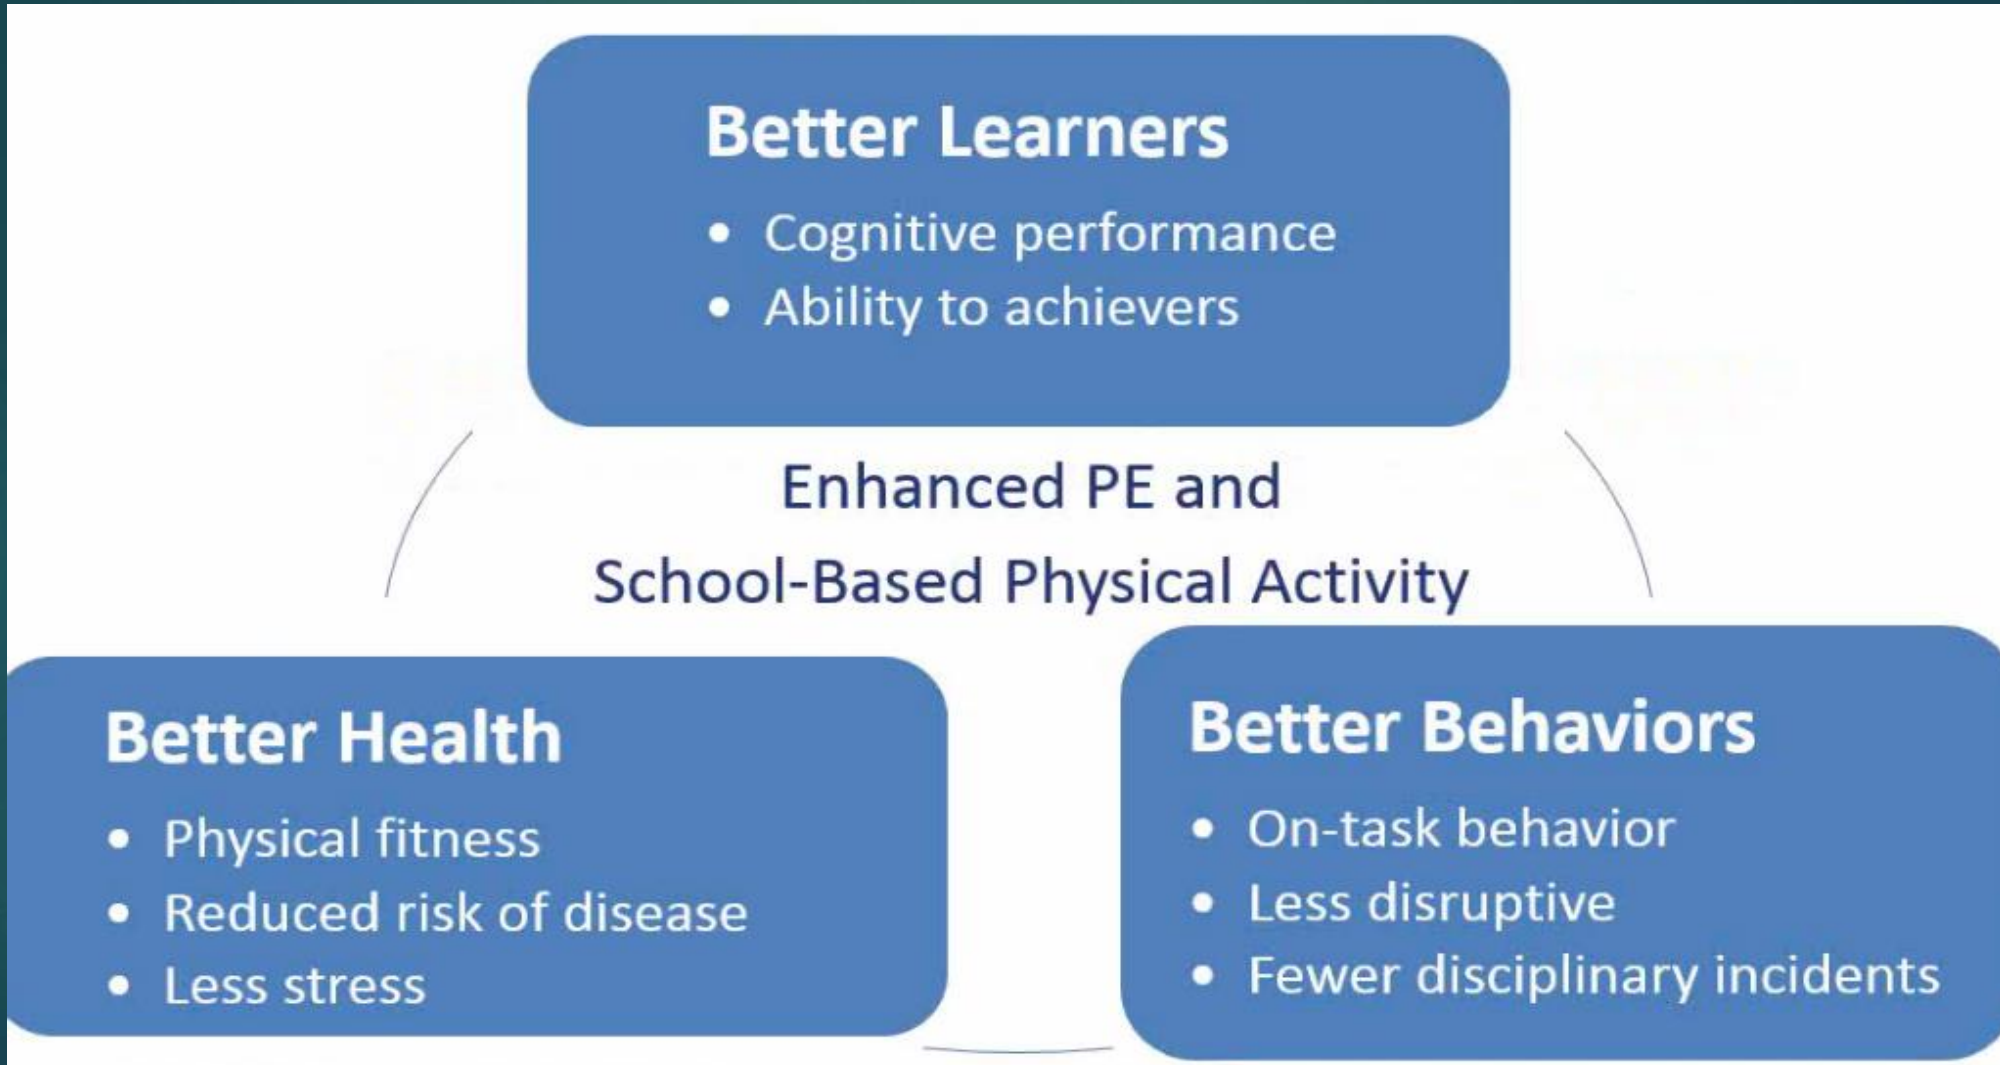 Better Learners
• Cognitive performance
• Ability to achievers
Enhanced PE and
School-Based Physical Activity
Better Health
• Physical fitness
• Reduced risk of disease
• Less stress
Better Behaviors
• On-task behavior
• Less disruptive
• Fewer disciplinary incidents